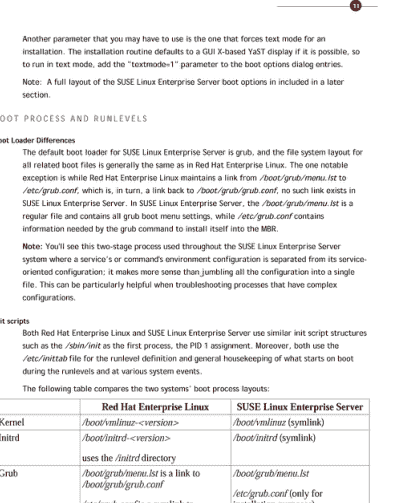 11
Another parameter that you may have to use is the one that forces text mode for an
installation. The installation routine defaults to a GUI X-based YaST display if it is possible, so
to run in text mode, add the "textmode=1" parameter to the boot options dialog entries.
Note: A full layout of the SUSE Linux Enterprise Server boot options in included in a later
section.
OOT PROCESS AND RUNLEVELS
oot Loader Differences
The default boot loader for SUSE Linux Enterprise Server is grub, and the file system layout for
all related boot files is generally the same as in Red Hat Enterprise Linux. The one notable
exception is while Red Hat Enterprise Linux maintains a link from /boot/grub/menu.lst to
/etc/grub.conf, which is, in turn, a link back to /boot/grub/grub.conf, no such link exists in
SUSE Linux Enterprise Server. In SUSE Linux Enterprise Server, the /boot/grub/menu.lst is a
regular file and contains all grub boot menu settings, while /etc/grub.conf contains
information needed by the grub command to install itself into the MBR.
Note: You'll see this two-stage process used throughout the SUSE Linux Enterprise Server
system where a service's or command's environment configuration is separated from its service-
oriented configuration; it makes more sense than jumbling all the configuration into a single
file. This can be particularly helpful when troubleshooting processes that have complex
configurations.
it scripts
Both Red Hat Enterprise Linux and SUSE Linux Enterprise Server use similar init script structures
such as the /sbin/init as the first process, the PID 1 assignment. Moreover, both use the
/etc/inittab file for the runlevel definition and general housekeeping of what starts on boot
during the runlevels and at various system events.
The following table compares the two systems' boot process layouts:
Red Hat Enterprise Linux SUSE Linux Enterprise Server
Kernel /boot/vmlinuz-<version> /boot/vmlinuz (symlink)
Initrd /boot/initrd-<version> /boot/initrd (symlink)
uses the /initrd directory
Grub /boot/grub/menu.lst is a link to /boot/grub/menu.lst
/boot/grub/grub.conf
/etc/grub.conf (only for